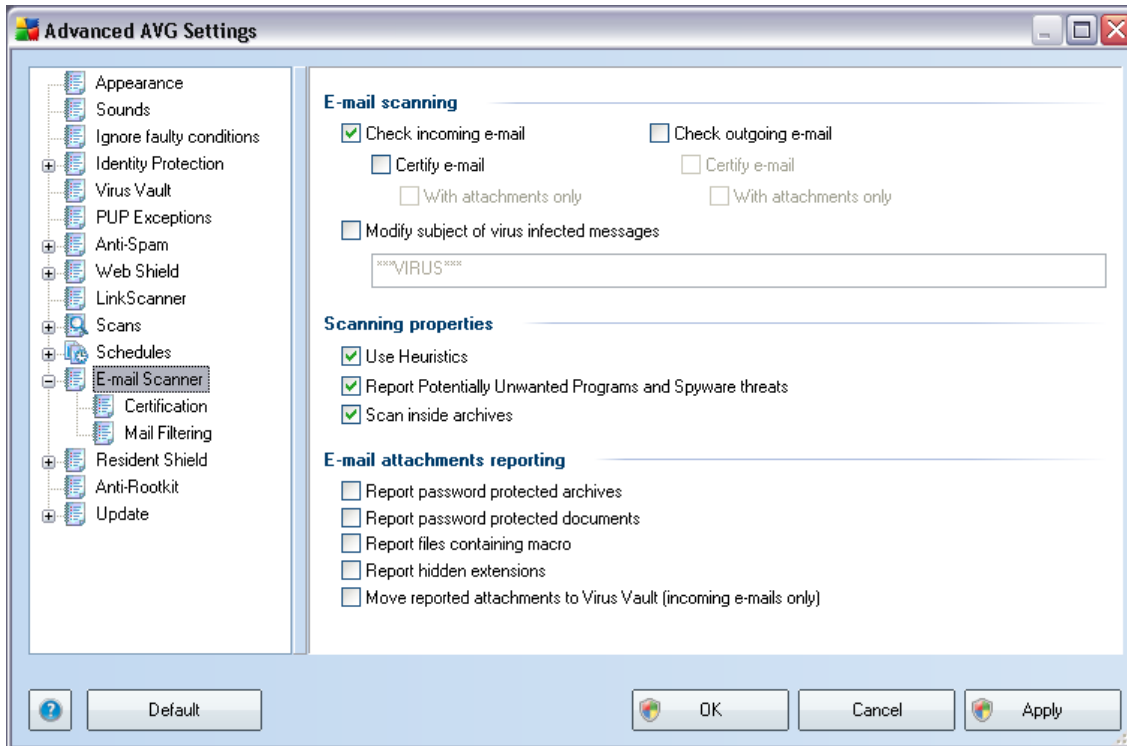 Advanced AVG Settings
Appearance
Sounds
Ignore faulty conditions
Identity Protection
Virus Vault
PUP Exceptions
Anti-Spam
Web Shield
LinkScanner
Scans
Schedules
E-mail Scanner
Certification
Mail Filtering
Resident Shield
Anti-Rootkit
Update
E-mail scanning
Check incoming e-mail Check outgoing e-mail
Certify e-mail Certify e-mail
With attachments only With attachments only
Modify subject of virus infected messages
***VIRUS***
Scanning properties
Use Heuristics
Report Potentially Unwanted Programs and Spyware threats
Scan inside archives
E-mail attachments reporting
Report password protected archives
Report password protected documents
Report files containing macro
Report hidden extensions
Move reported attachments to Virus Vault (incoming e-mails only)
? Default OK Cancel Apply